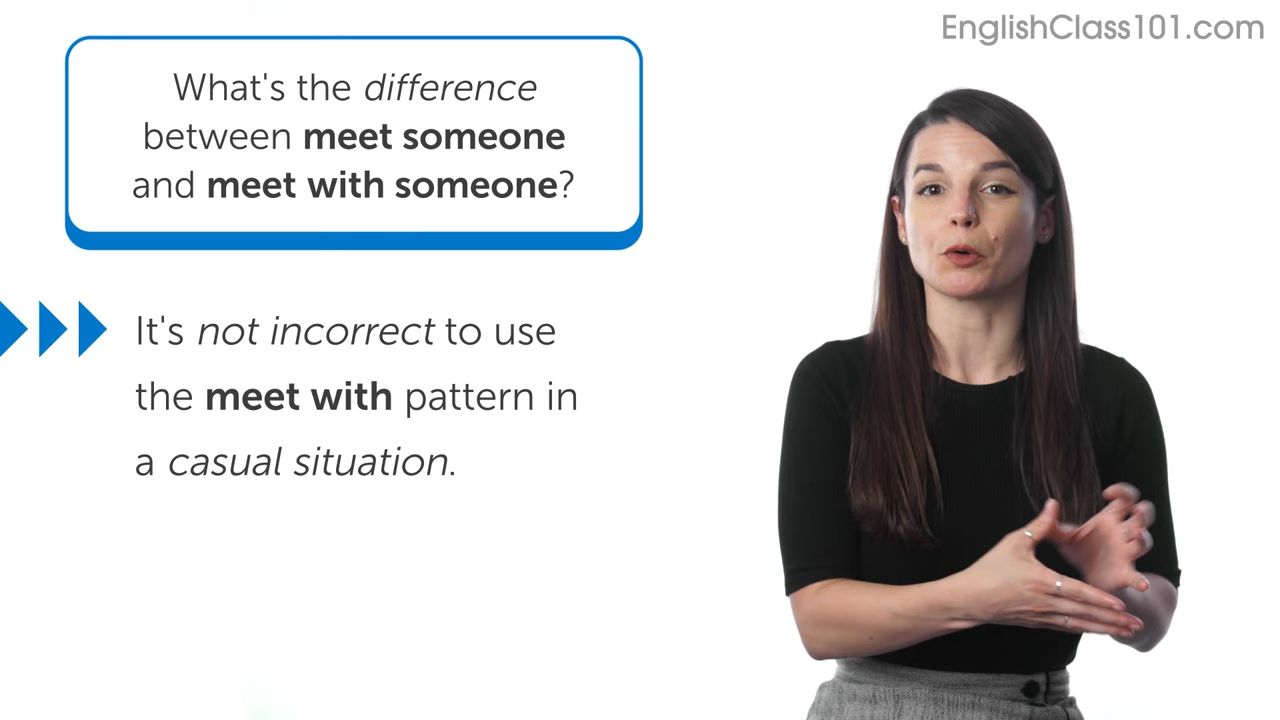 EnglishClass101.com
What's the difference
between meet someone
and meet with someone?
It's not incorrect to use
the meet with pattern in
a casual situation.